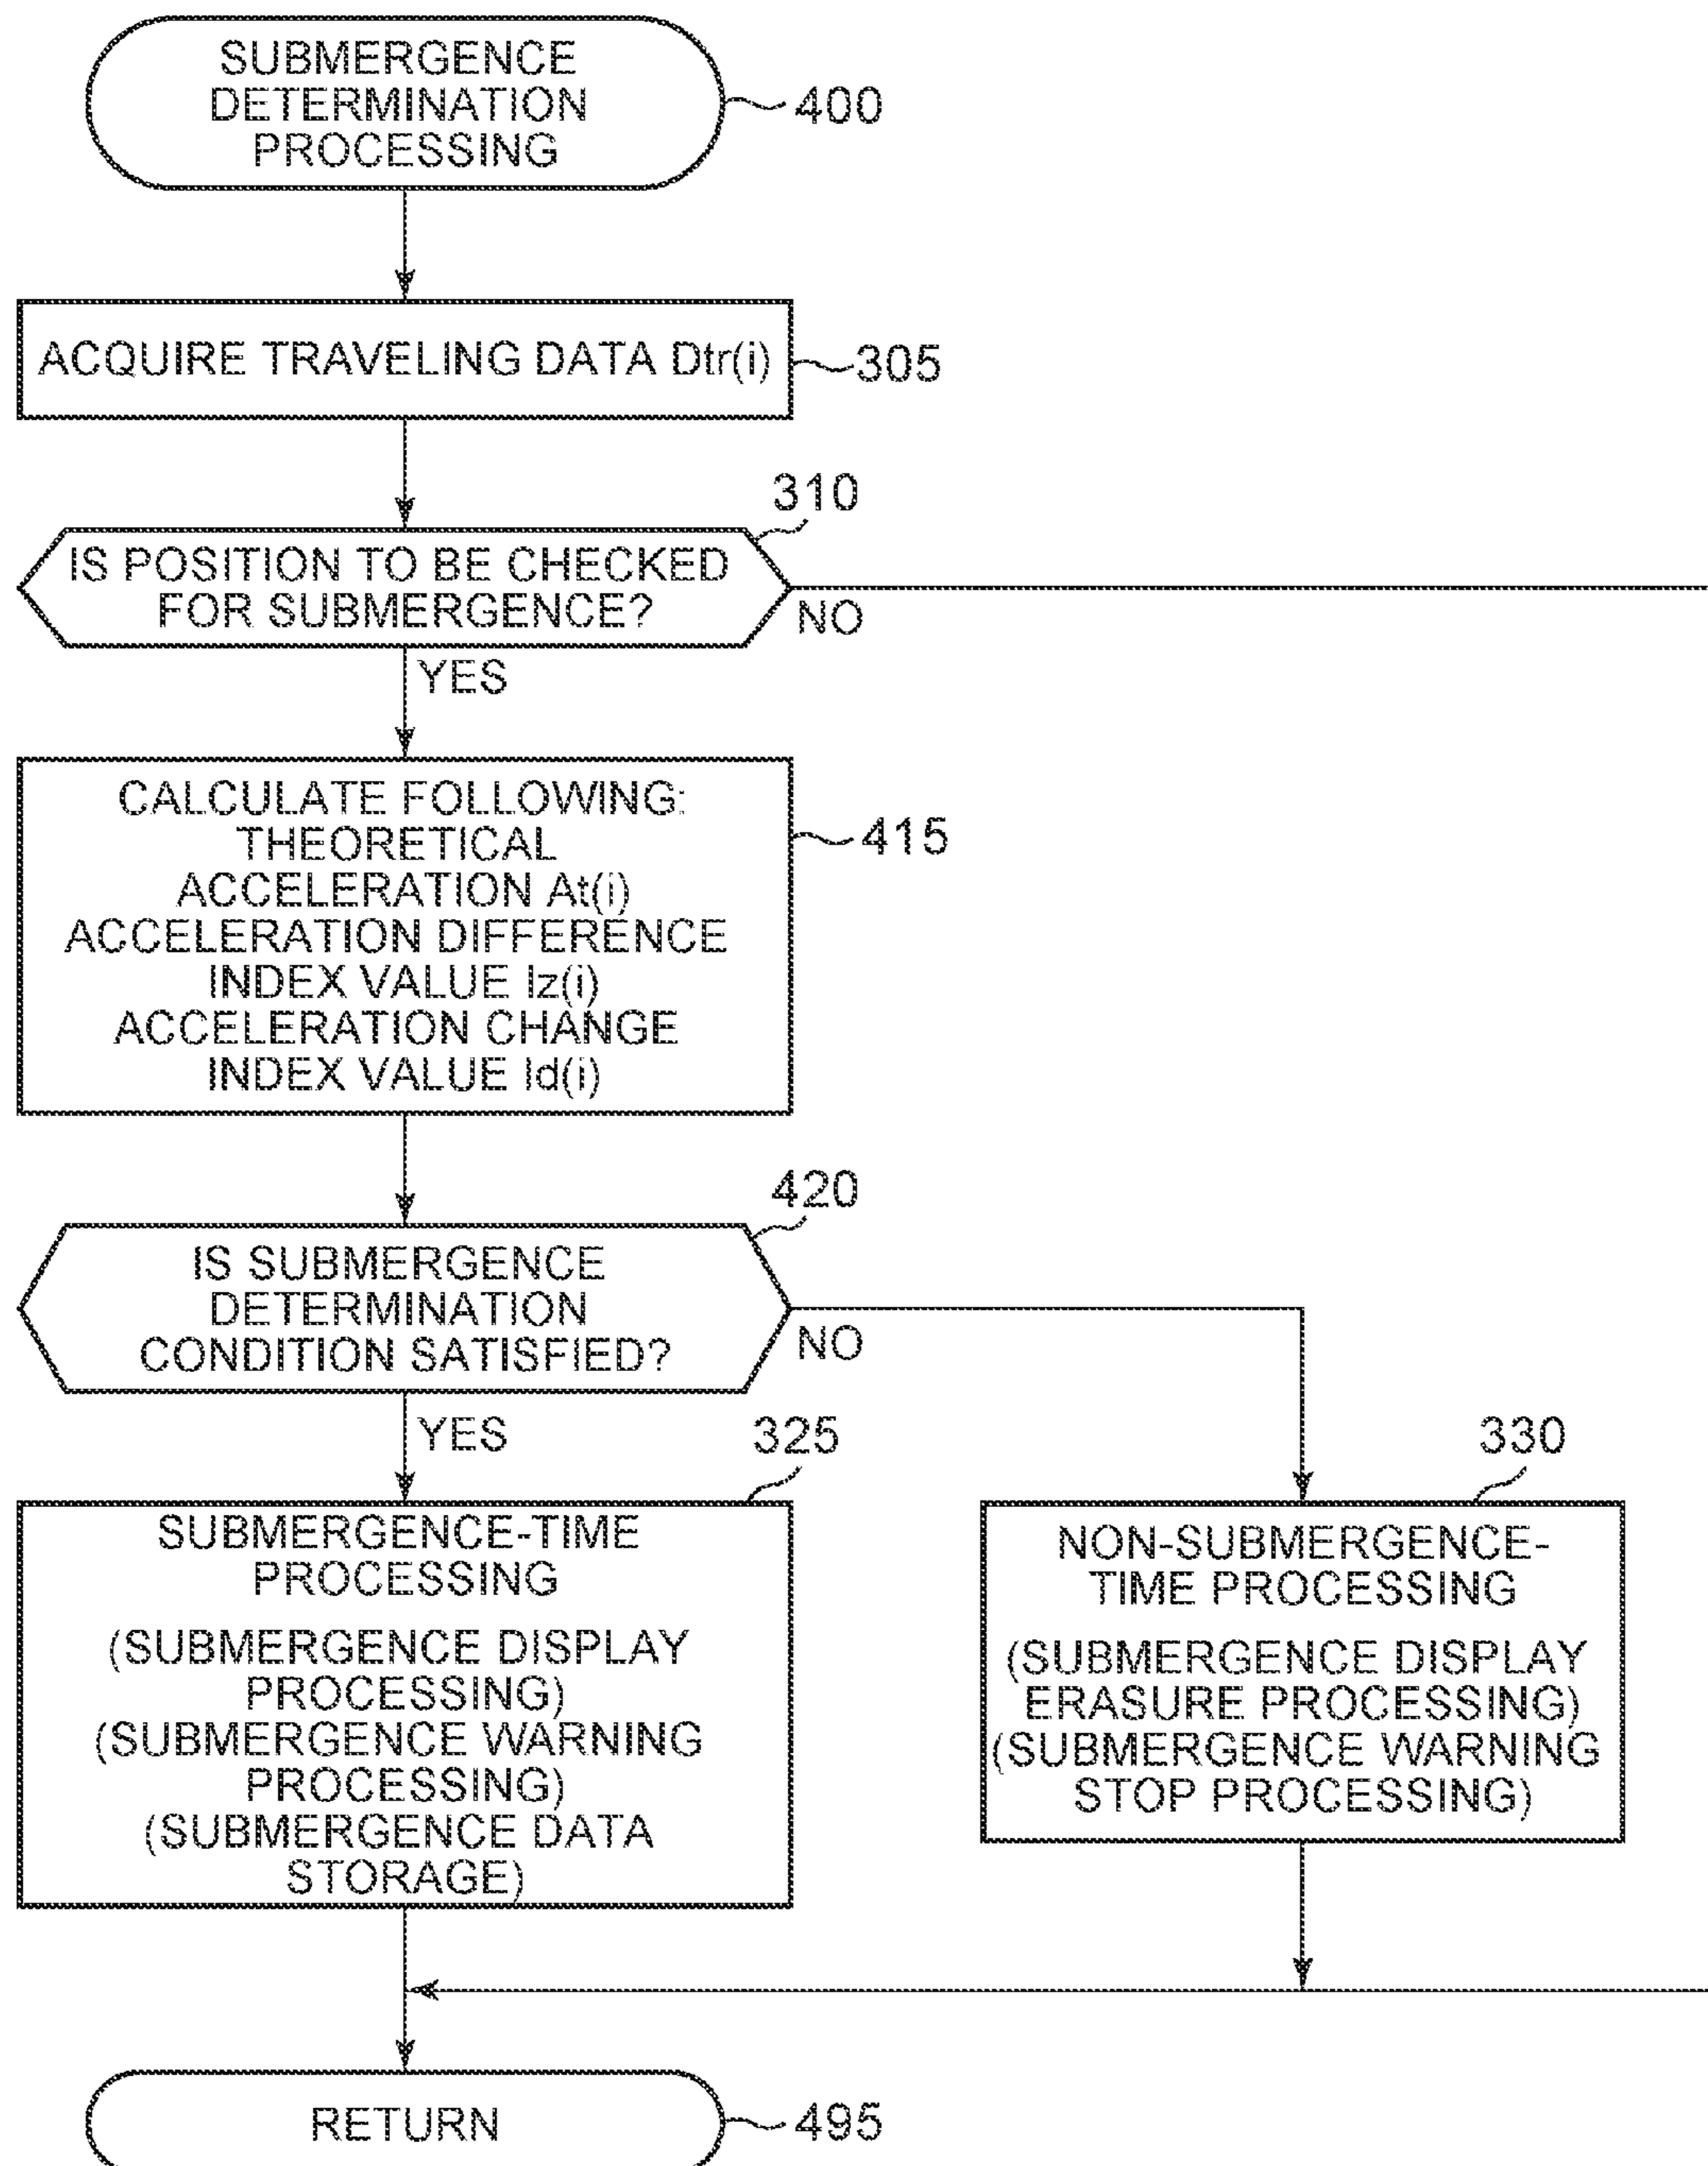 SUBMERGENCE
DETERMINATION
PROCESSING
400
ACQUIRE TRAVELING DATA Dtr(i)
305
310
IS POSITION TO BE CHECKED
FOR SUBMERGENCE?
NO
YES
CALCULATE FOLLOWING:
THEORETICAL
ACCELERATION At(i)
ACCELERATION DIFFERENCE
INDEX VALUE Iz(i)
ACCELERATION CHANGE
INDEX VALUE Id(i)
415
420
IS SUBMERGENCE
DETERMINATION
CONDITION SATISFIED?
NO
YES
325
SUBMERGENCE-TIME
PROCESSING
(SUBMERGENCE DISPLAY
PROCESSING)
(SUBMERGENCE WARNING
PROCESSING)
(SUBMERGENCE DATA
STORAGE)
330
NON-SUBMERGENCE-
TIME PROCESSING
(SUBMERGENCE DISPLAY
ERASURE PROCESSING)
(SUBMERGENCE WARNING
STOP PROCESSING)
RETURN
495